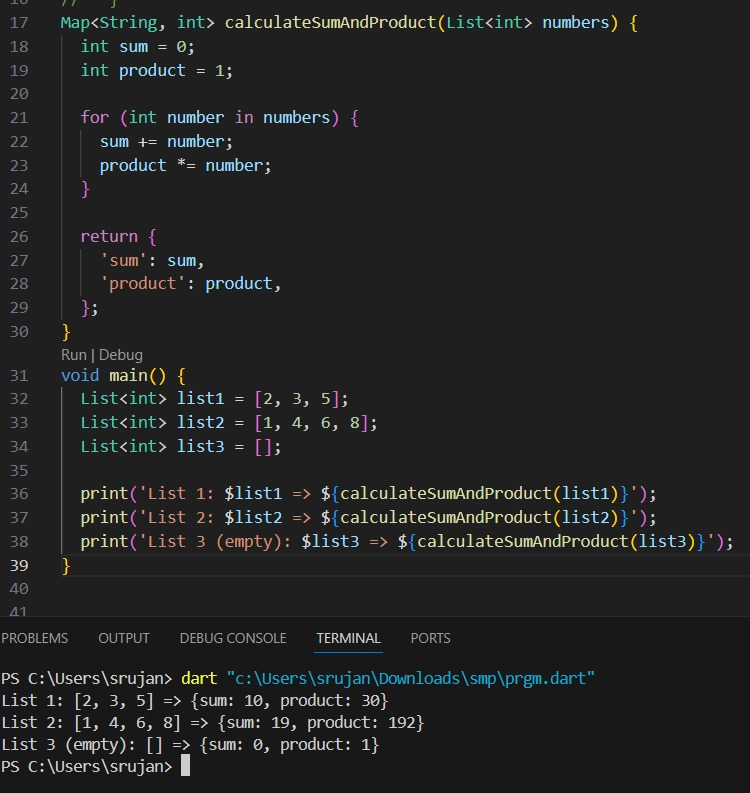 17 Map<String, int> calculateSumAndProduct(List<int> numbers) {
18   int sum = 0;
19   int product = 1;
20
21   for (int number in numbers) {
22     sum += number;
23     product *= number;
24   }
25
26   return {
27     'sum': sum,
28     'product': product,
29   };
30 }
Run | Debug
31 void main() {
32   List<int> list1 = [2, 3, 5];
33   List<int> list2 = [1, 4, 6, 8];
34   List<int> list3 = [];
35
36   print('List 1: $list1 => ${calculateSumAndProduct(list1)}');
37   print('List 2: $list2 => ${calculateSumAndProduct(list2)}');
38   print('List 3 (empty): $list3 => ${calculateSumAndProduct(list3)}');
39 }
40
41
PROBLEMS OUTPUT DEBUG CONSOLE TERMINAL PORTS
PS C:\Users\srujan> dart "c:\Users\srujan\Downloads\smp\prgm.dart"
List 1: [2, 3, 5] => {sum: 10, product: 30}
List 2: [1, 4, 6, 8] => {sum: 19, product: 192}
List 3 (empty): [] => {sum: 0, product: 1}
PS C:\Users\srujan>